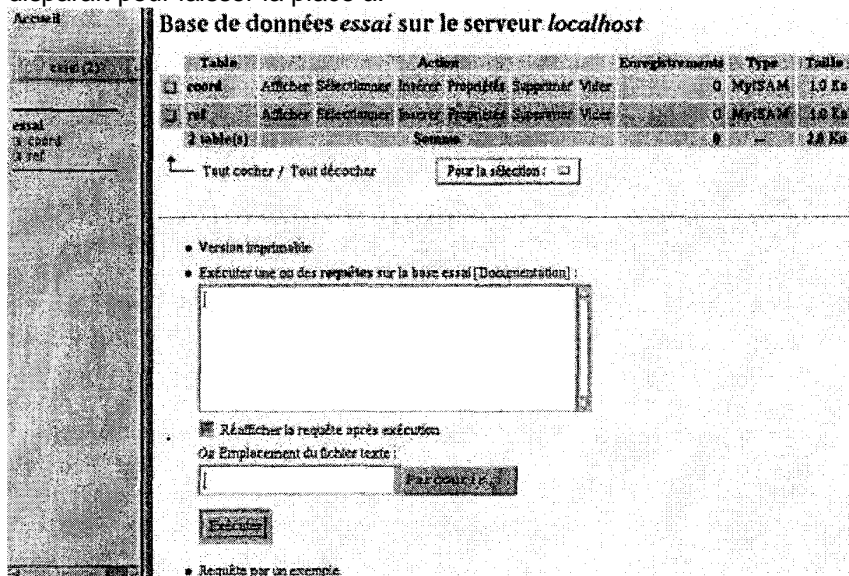 disparaît pour laisser la place à:
Accueil
Base de données essai sur le serveur localhost
essai (2)
Table Action Enregistrements Type Taille
coord Afficher Sélectionner Insérer Propriétés Supprimer Vider 0 MyISAM 1,0 Ko
ref Afficher Sélectionner Insérer Propriétés Supprimer Vider 0 MyISAM 1,0 Ko
2 table(s) Somme 0 -- 2,0 Ko
essai
coord
ref
Tout cocher / Tout décocher Pour la sélection :
Version imprimable
Exécuter une ou des requêtes sur la base essai [Documentation] :
Réafficher la requête après exécution
Ou Emplacement du fichier texte :
Parcourir...
Exécuter
Requête par un exemple